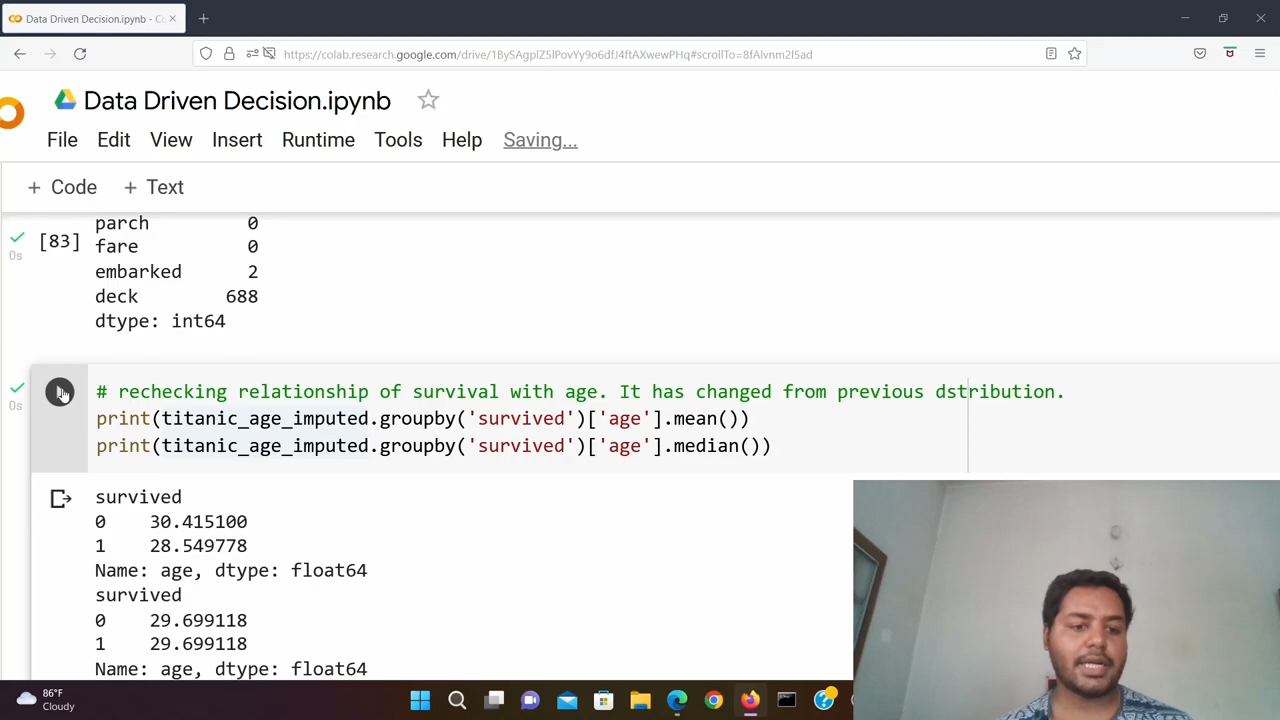 Data Driven Decision.ipynb - Co
https://colab.research.google.com/drive/1BySAgplZ5lPovYy9o6dfJ4ftAXwewPHq#scrollTo=8fAlvnm2l5ad
Data Driven Decision.ipynb
File Edit View Insert Runtime Tools Help Saving...
+ Code + Text
parch 0
[83] fare 0
0s
embarked 2
deck 688
dtype: int64
# rechecking relationship of survival with age. It has changed from previous dstribution.
0s
print(titanic_age_imputed.groupby('survived')['age'].mean())
print(titanic_age_imputed.groupby('survived')['age'].median())
survived
0 30.415100
1 28.549778
Name: age, dtype: float64
survived
0 29.699118
1 29.699118
Name: age, dtype: float64
86°F
Cloudy